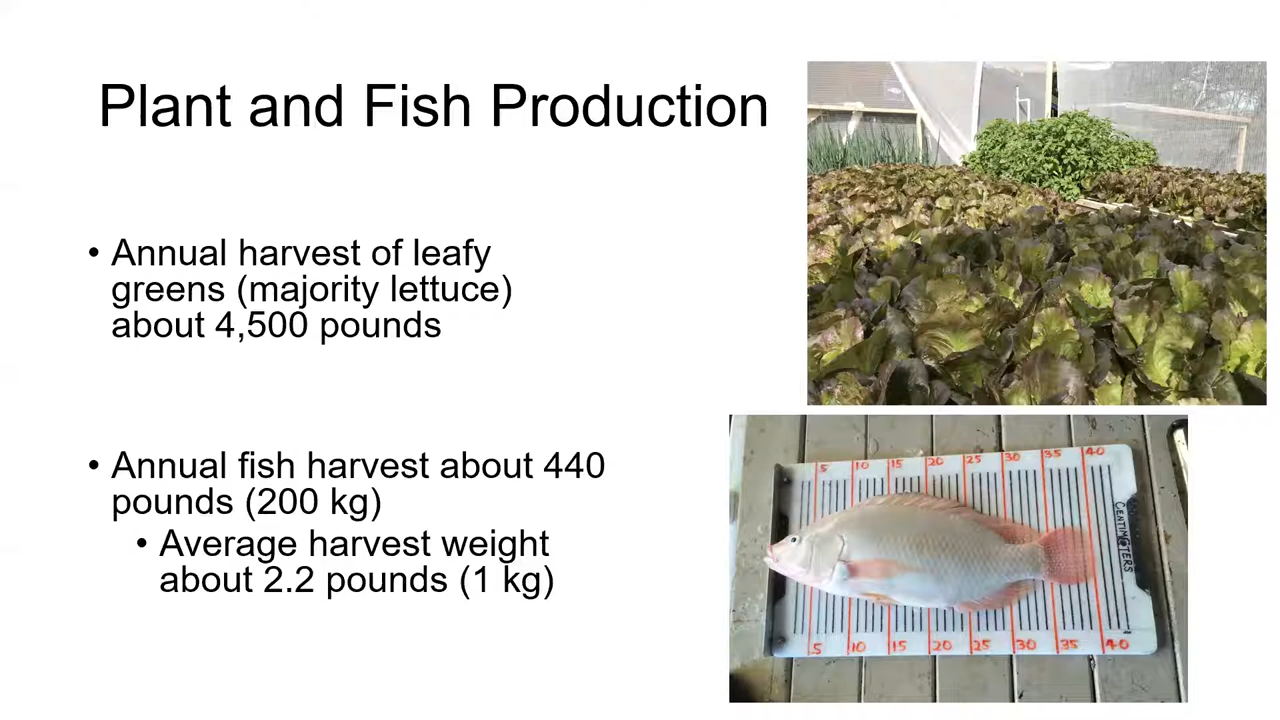 Plant and Fish Production
• Annual harvest of leafy
greens (majority lettuce)
about 4,500 pounds
• Annual fish harvest about 440
pounds (200 kg)
• Average harvest weight
about 2.2 pounds (1 kg)
5 10 15 20 25 30 35 40
CENTIMETERS
5 10 15 20 25 30 35 40